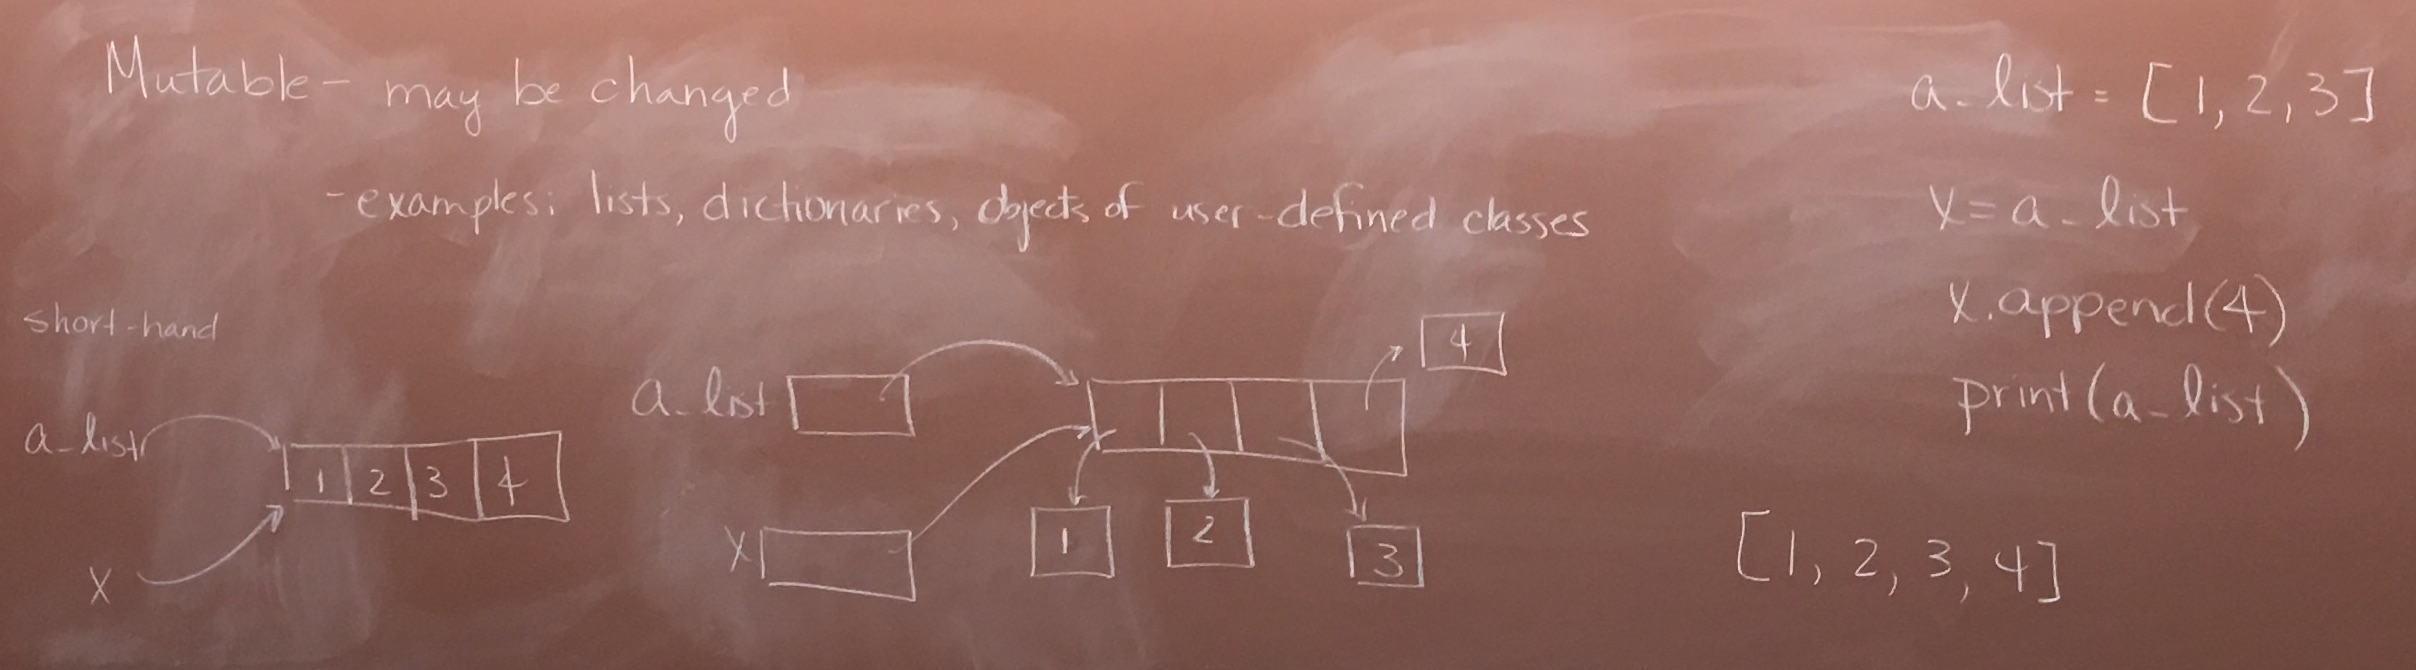 Mutable - may be changed
- examples: lists, dictionaries, objects of user-defined classes
short-hand
a_list
1 2 3 4
x
a_list
4
x
1 2 3
a_list = [1, 2, 3]
x = a_list
x.append(4)
print(a_list)
[1, 2, 3, 4]